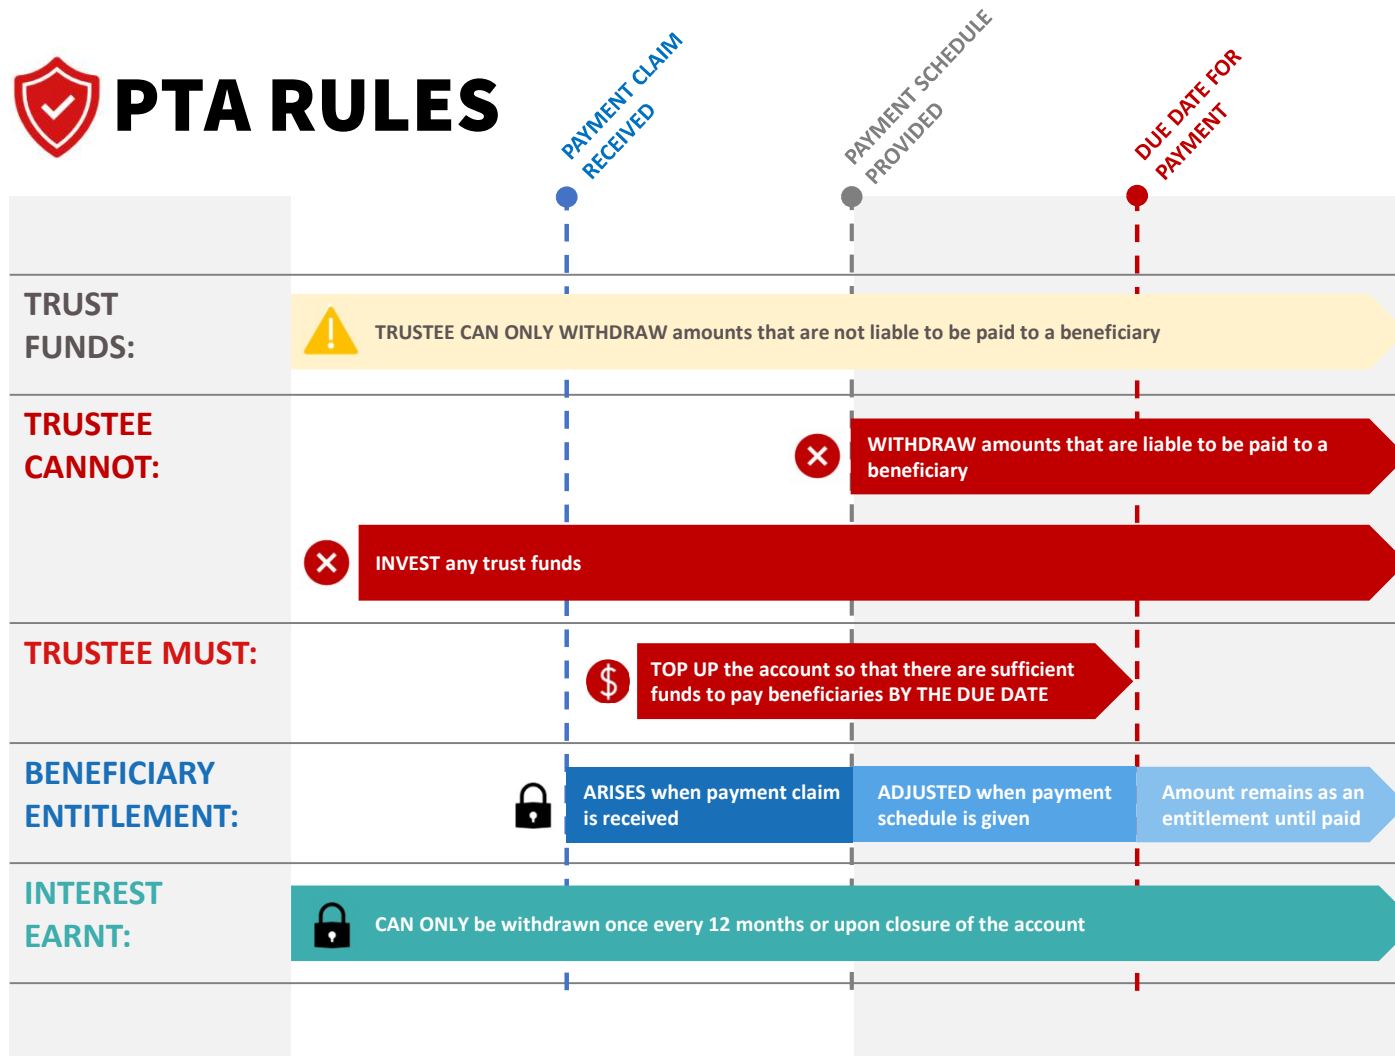 PTA RULES
PAYMENT CLAIM
RECEIVED
PAYMENT SCHEDULE
PROVIDED
DUE DATE FOR
PAYMENT
TRUST
FUNDS:
TRUSTEE CAN ONLY WITHDRAW amounts that are not liable to be paid to a beneficiary
TRUSTEE
CANNOT:
WITHDRAW amounts that are liable to be paid to a
beneficiary
INVEST any trust funds
TRUSTEE MUST:
TOP UP the account so that there are sufficient
funds to pay beneficiaries BY THE DUE DATE
BENEFICIARY
ENTITLEMENT:
ARISES when payment claim
is received
ADJUSTED when payment
schedule is given
Amount remains as an
entitlement until paid
INTEREST
EARNT:
CAN ONLY be withdrawn once every 12 months or upon closure of the account